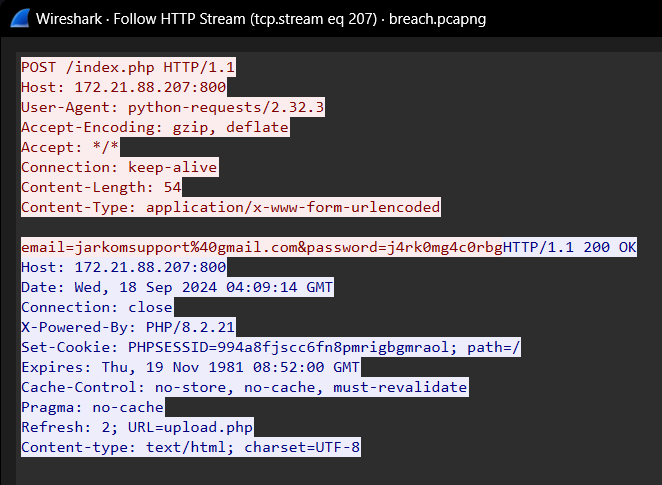 Wireshark · Follow HTTP Stream (tcp.stream eq 207) · breach.pcapng
POST /index.php HTTP/1.1
Host: 172.21.88.207:800
User-Agent: python-requests/2.32.3
Accept-Encoding: gzip, deflate
Accept: */*
Connection: keep-alive
Content-Length: 54
Content-Type: application/x-www-form-urlencoded
email=jarkomsupport%40gmail.com&password=j4rk0mg4c0rbgHTTP/1.1 200 OK
Host: 172.21.88.207:800
Date: Wed, 18 Sep 2024 04:09:14 GMT
Connection: close
X-Powered-By: PHP/8.2.21
Set-Cookie: PHPSESSID=994a8fjscc6fn8pmrigbgmraol; path=/
Expires: Thu, 19 Nov 1981 08:52:00 GMT
Cache-Control: no-store, no-cache, must-revalidate
Pragma: no-cache
Refresh: 2; URL=upload.php
Content-type: text/html; charset=UTF-8